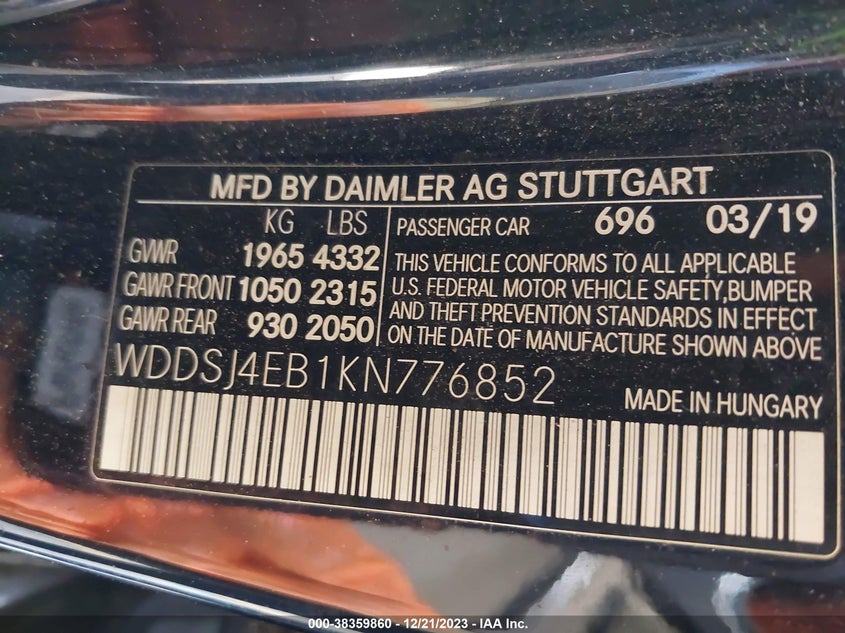 MFD BY DAIMLER AG STUTTGART
KG LBS
GVWR 1965 4332
GAWR FRONT 1050 2315
GAWR REAR 930 2050
PASSENGER CAR 696 03/19
THIS VEHICLE CONFORMS TO ALL APPLICABLE
U.S. FEDERAL MOTOR VEHICLE SAFETY,BUMPER
AND THEFT PREVENTION STANDARDS IN EFFECT
ON THE DATE OF MANUFACTURE SHOWN ABOVE
WDDSJ4EB1KN776852
MADE IN HUNGARY
000-38359860 - 12/21/2023 - IAA Inc.